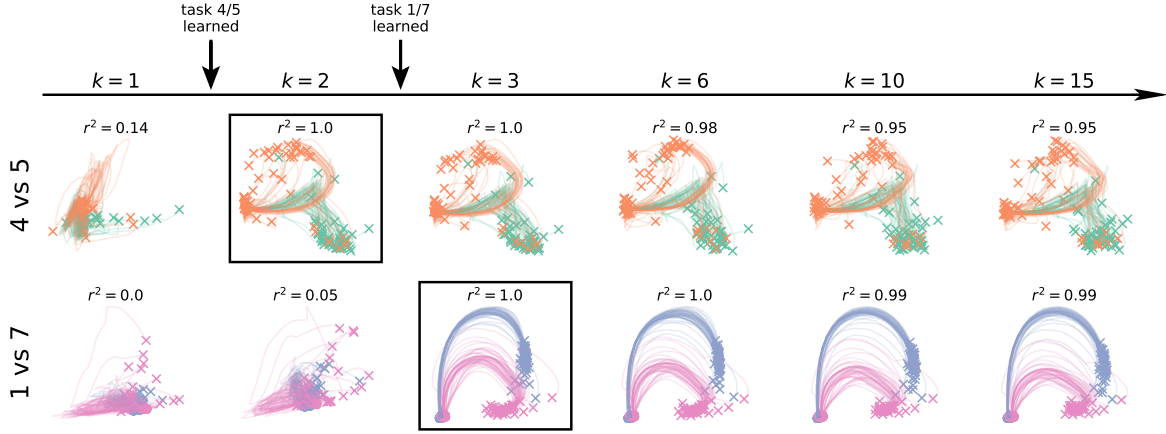 task 4/5 task 1/7
learned learned
k = 1 k = 2 k = 3 k = 6 k = 10 k = 15
4 vs 5
r² = 0.14 r² = 1.0 r² = 1.0 r² = 0.98 r² = 0.95 r² = 0.95
1 vs 7
r² = 0.0 r² = 0.05 r² = 1.0 r² = 1.0 r² = 0.99 r² = 0.99